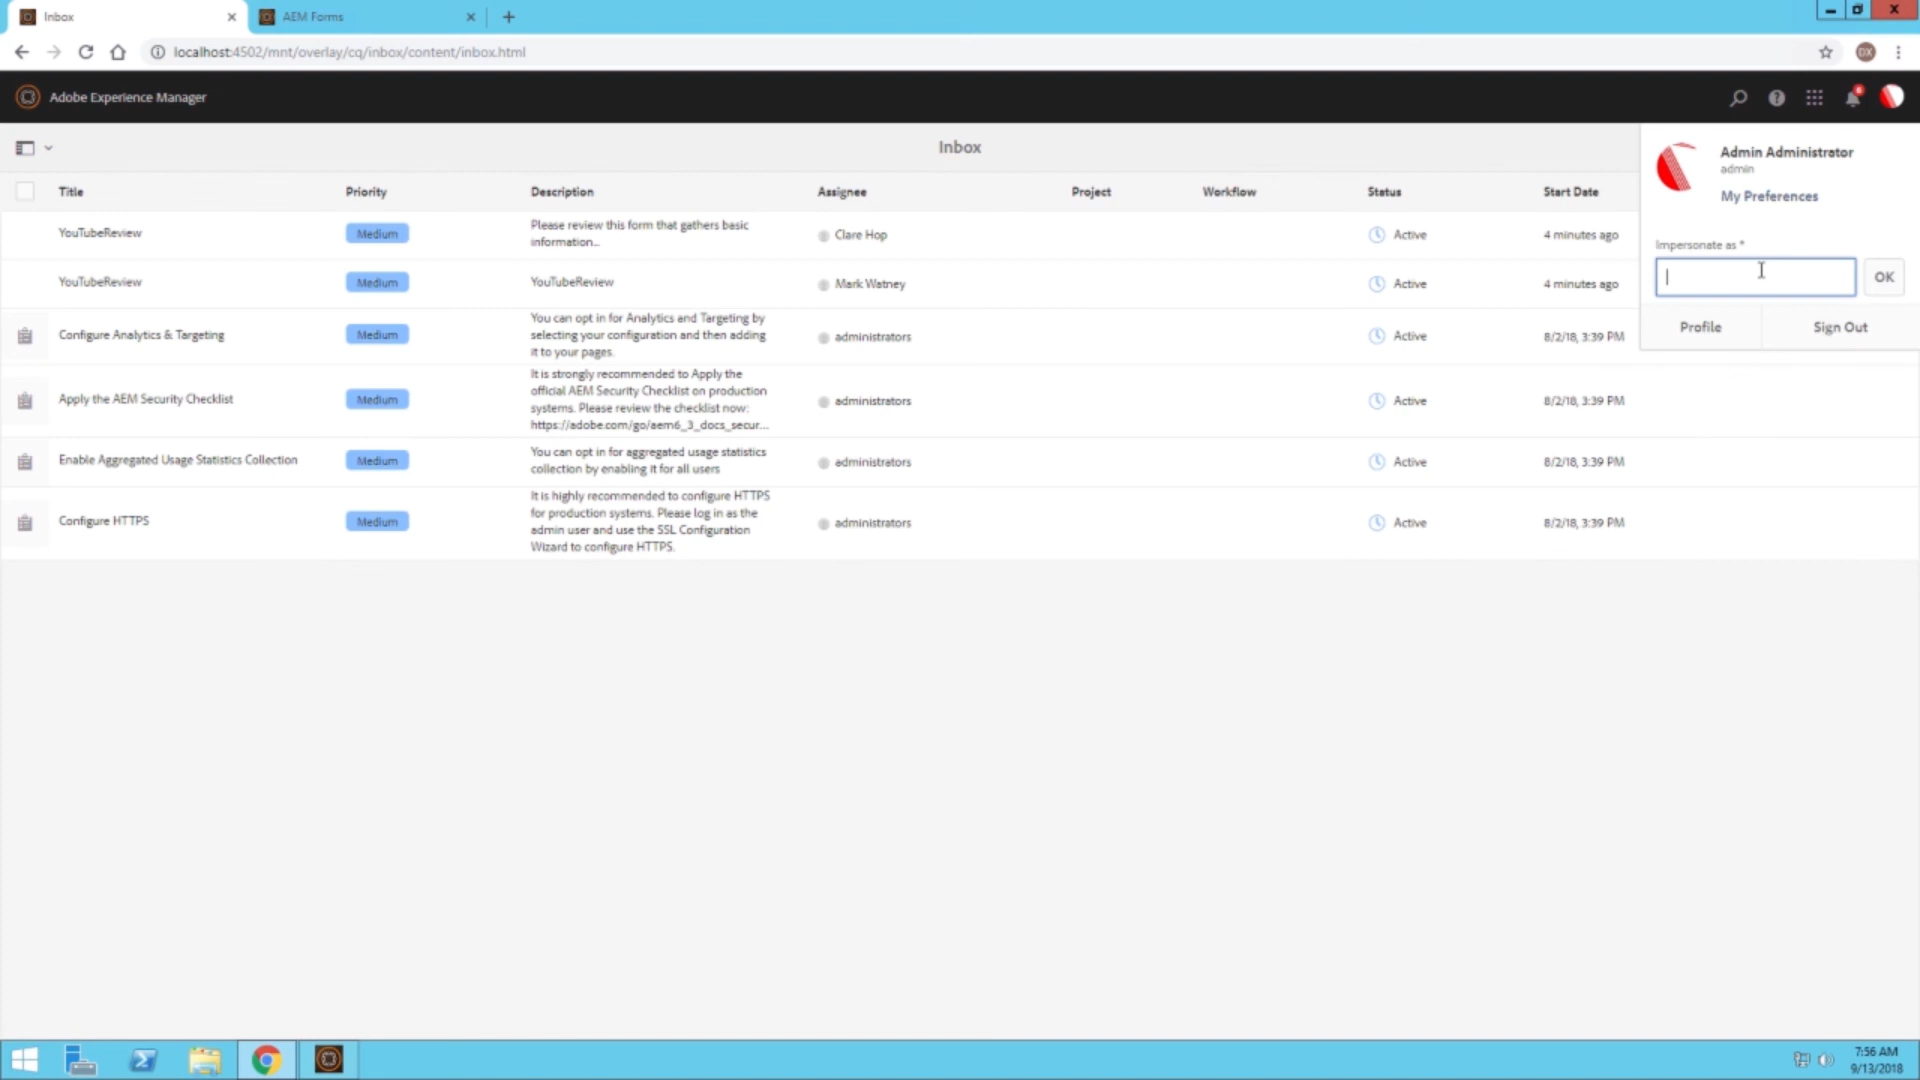 Inbox
AEM Forms
localhost:4502/mnt/overlay/cq/inbox/content/inbox.html
DX
Adobe Experience Manager
6
Inbox
Admin Administrator
admin
My Preferences
Impersonate as *
OK
Profile
Sign Out
Title Priority Description Assignee Project Workflow Status Start Date
YouTubeReview
Medium
Please review this form that gathers basic
information...
Clare Hop
Active
4 minutes ago
YouTubeReview
Medium
YouTubeReview
Mark Watney
Active
4 minutes ago
Configure Analytics & Targeting
Medium
You can opt in for Analytics and Targeting by
selecting your configuration and then adding
it to your pages.
administrators
Active
8/2/18, 3:39 PM
Apply the AEM Security Checklist
Medium
It is strongly recommended to Apply the
official AEM Security Checklist on production
systems. Please review the checklist now:
https://adobe.com/go/aem6_3_docs_secur...
administrators
Active
8/2/18, 3:39 PM
Enable Aggregated Usage Statistics Collection
Medium
You can opt in for aggregated usage statistics
collection by enabling it for all users
administrators
Active
8/2/18, 3:39 PM
Configure HTTPS
Medium
It is highly recommended to configure HTTPS
for production systems. Please log in as the
admin user and use the SSL Configuration
Wizard to configure HTTPS.
administrators
Active
8/2/18, 3:39 PM
7:56 AM
9/13/2018